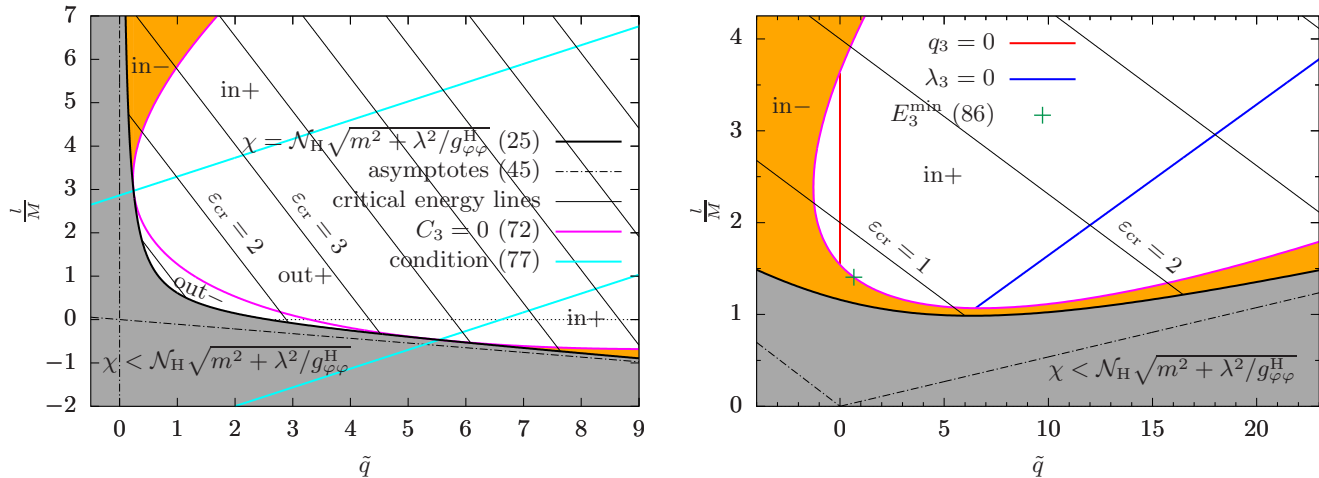 7
6
5
4
3
2
1
0
−1
−2
l/M
0 1 2 3 4 5 6 7 8 9
q̃
in−
in+
χ = N_H√(m² + λ²/g^H_φφ) (25)
asymptotes (45)
critical energy lines
C₃ = 0 (72)
condition (77)
ε_cr = 2
ε_cr = 3
out+
out−
in+
χ < N_H√(m² + λ²/g^H_φφ)
4
3
2
1
0
l/M
0 5 10 15 20
q̃
q₃ = 0
λ₃ = 0
E₃^min (86)
in−
in+
ε_cr = 1
ε_cr = 2
χ < N_H√(m² + λ²/g^H_φφ)